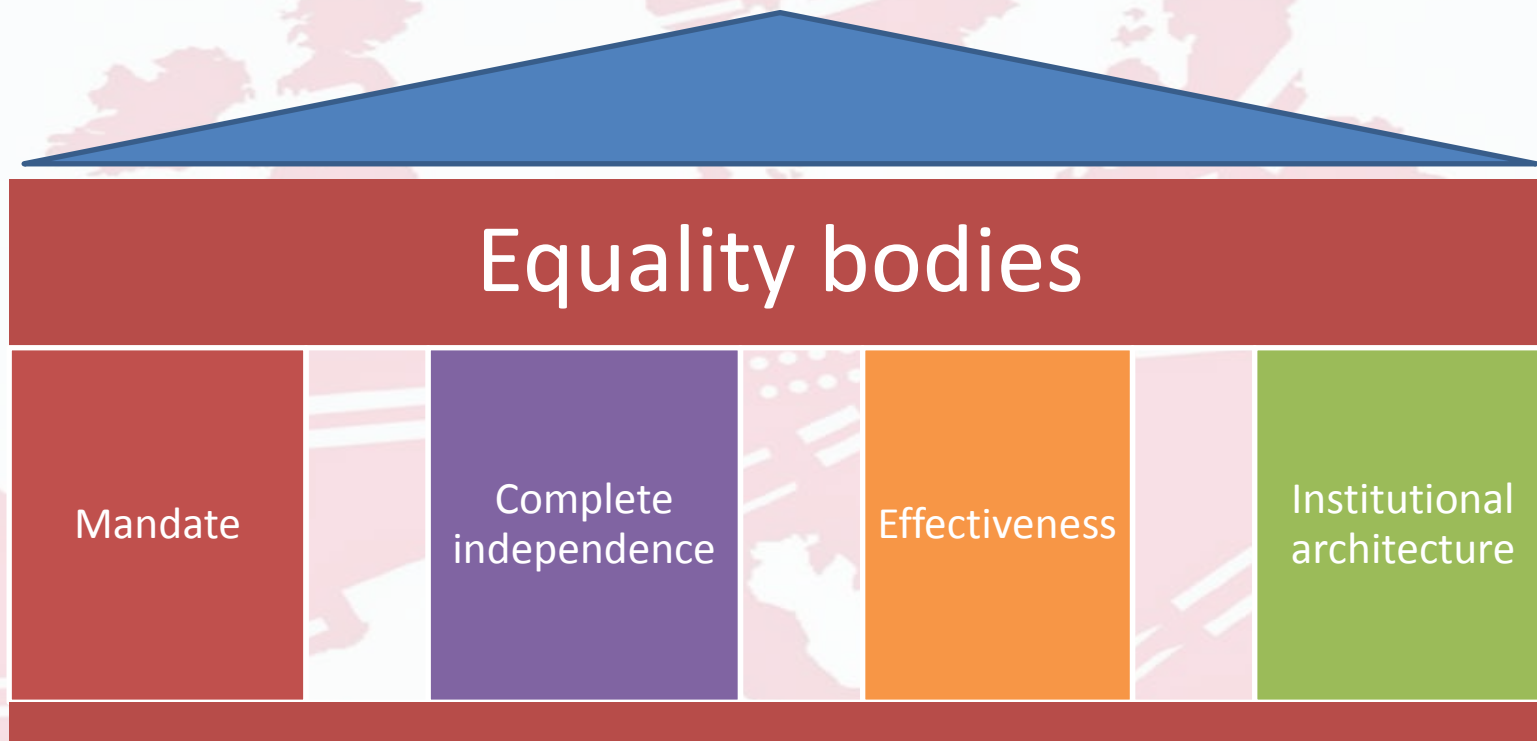 Equality bodies
Mandate
Complete
independence
Effectiveness
Institutional
architecture